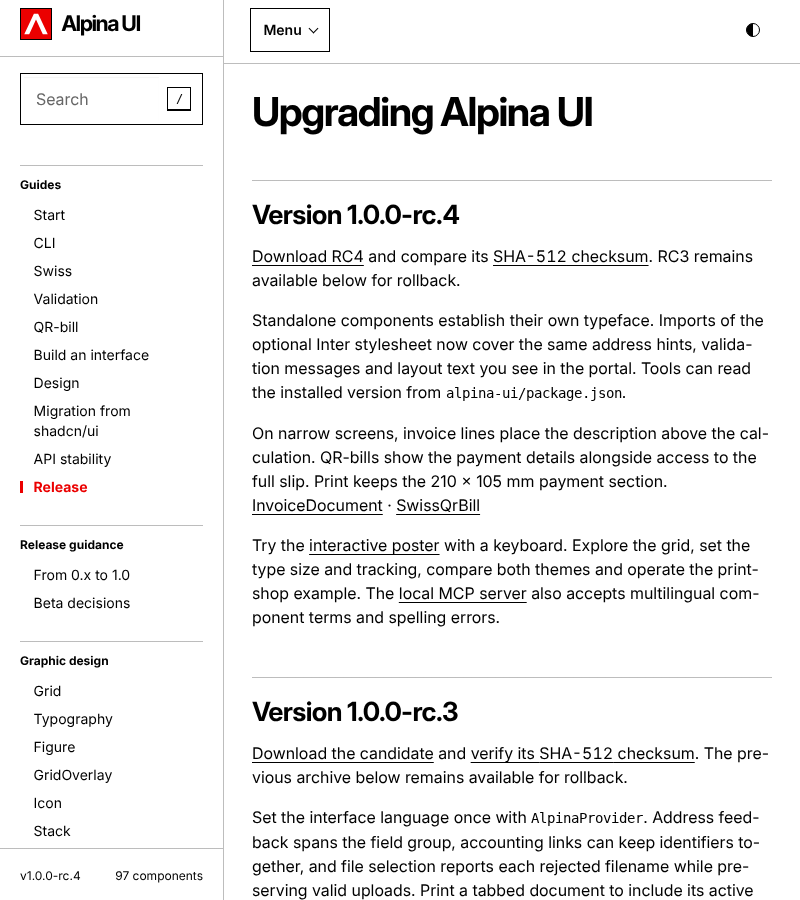 Alpina UI
Search
/
Guides
Start
CLI
Swiss
Validation
QR-bill
Build an interface
Design
Migration from
shadcn/ui
API stability
Release
Release guidance
From 0.x to 1.0
Beta decisions
Graphic design
Grid
Typography
Figure
GridOverlay
Icon
Stack
v1.0.0-rc.4
97 components
Menu
Upgrading Alpina UI
Version 1.0.0-rc.4
Download RC4 and compare its SHA-512 checksum. RC3 remains
available below for rollback.
Standalone components establish their own typeface. Imports of the
optional Inter stylesheet now cover the same address hints, valida-
tion messages and layout text you see in the portal. Tools can read
the installed version from alpina-ui/package.json.
On narrow screens, invoice lines place the description above the cal-
culation. QR-bills show the payment details alongside access to the
full slip. Print keeps the 210 × 105 mm payment section.
InvoiceDocument · SwissQrBill
Try the interactive poster with a keyboard. Explore the grid, set the
type size and tracking, compare both themes and operate the print-
shop example. The local MCP server also accepts multilingual com-
ponent terms and spelling errors.
Version 1.0.0-rc.3
Download the candidate and verify its SHA-512 checksum. The pre-
vious archive below remains available for rollback.
Set the interface language once with AlpinaProvider. Address feed-
back spans the field group, accounting links can keep identifiers to-
gether, and file selection reports each rejected filename while pre-
serving valid uploads. Print a tabbed document to include its active